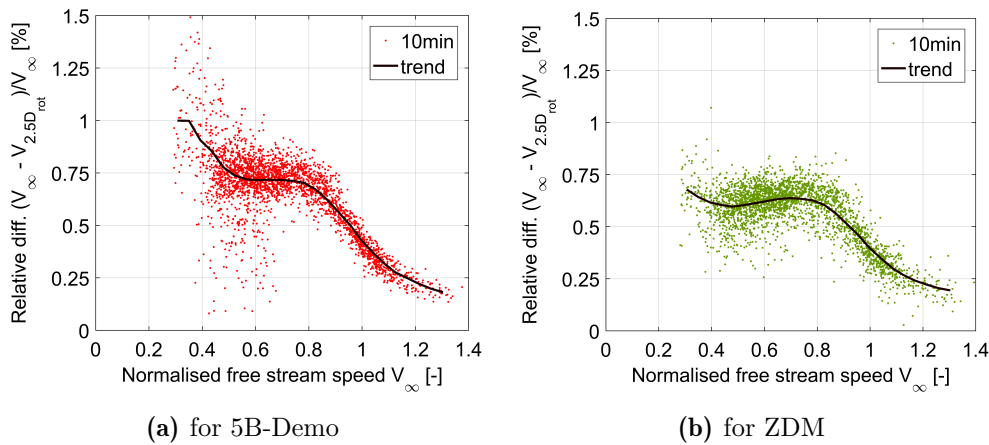 Relative diff. (V∞ - V2.5Drot)/V∞ [%]
1.5
1.25
1
0.75
0.5
0.25
0
10min
trend
0 0.2 0.4 0.6 0.8 1 1.2 1.4
Normalised free stream speed V∞ [-]
(a) for 5B-Demo
Relative diff. (V∞ - V2.5Drot)/V∞ [%]
1.5
1.25
1
0.75
0.5
0.25
0
10min
trend
0 0.2 0.4 0.6 0.8 1 1.2 1.4
Normalised free stream speed V∞ [-]
(b) for ZDM